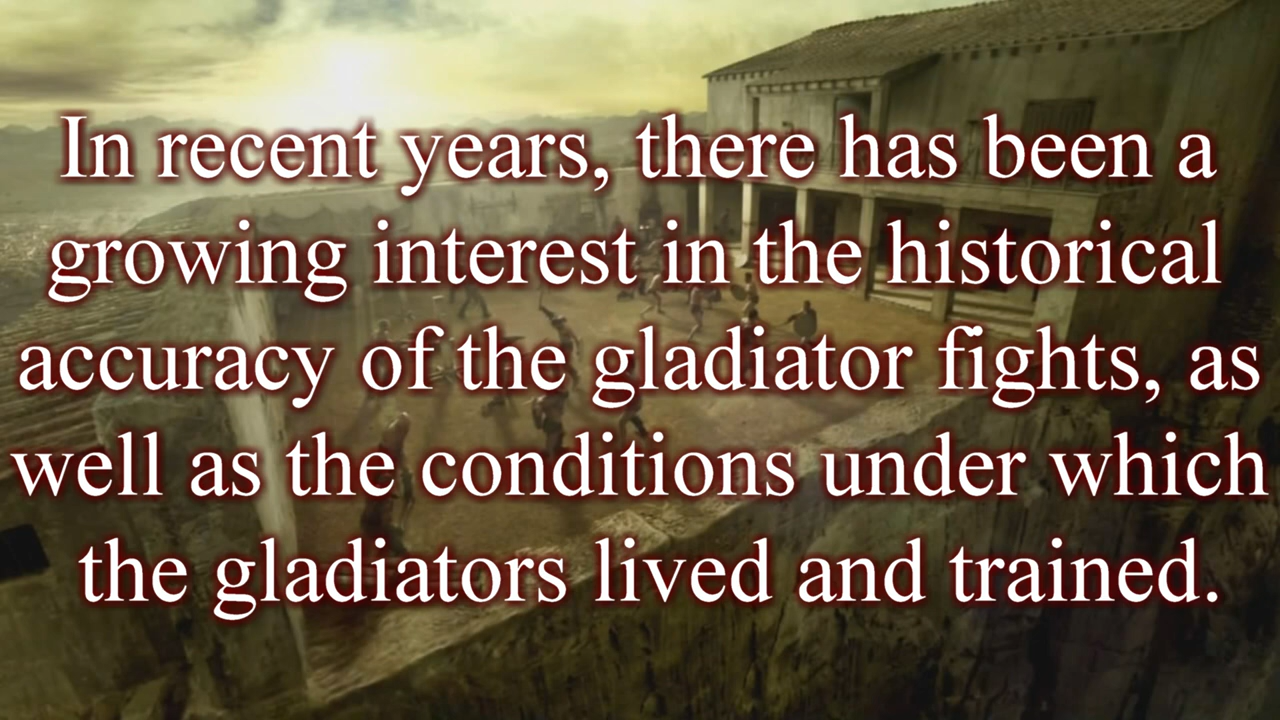 In recent years, there has been a
growing interest in the historical
accuracy of the gladiator fights, as
well as the conditions under which
the gladiators lived and trained.